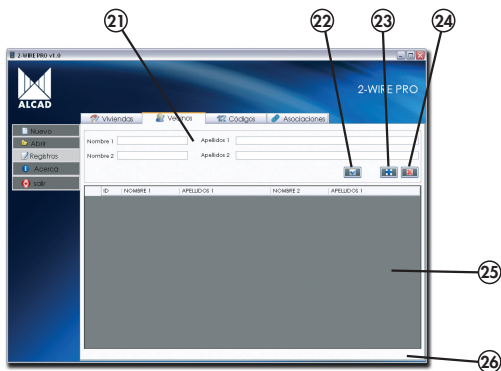 21 22 23 24
2-WIRE PRO v1.0
2-WIRE PRO
ALCAD
Viviendas Vecinos Códigos Asociaciones
Nuevo
Abrir
Registros
Acerca
salir
Nombre 1 Apellidos 1
Nombre 2 Apellidos 2
ID NOMBRE 1 APELLIDOS 1 NOMBRE 2 APELLIDOS 1
25
26